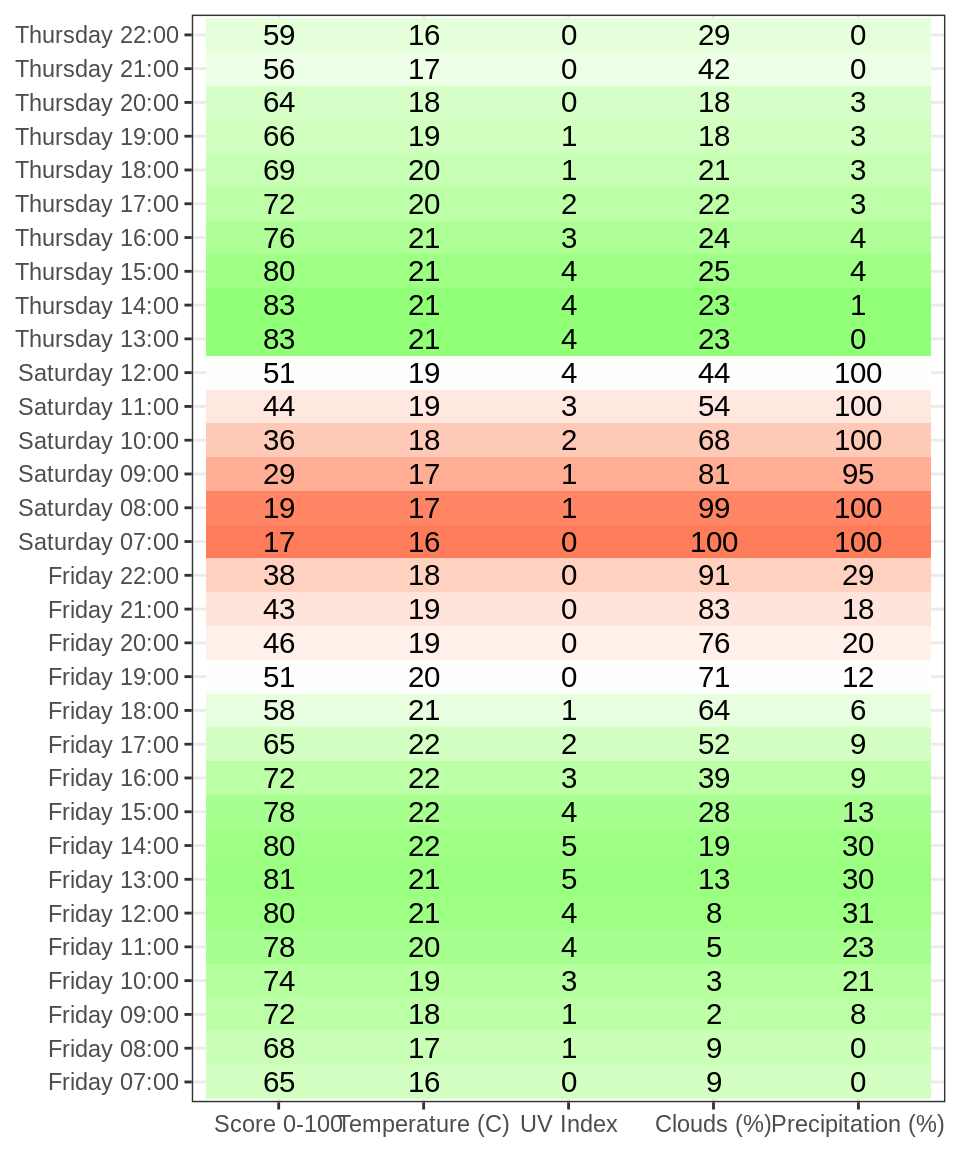 Thursday 22:00 59 16 0 29 0
Thursday 21:00 56 17 0 42 0
Thursday 20:00 64 18 0 18 3
Thursday 19:00 66 19 1 18 3
Thursday 18:00 69 20 1 21 3
Thursday 17:00 72 20 2 22 3
Thursday 16:00 76 21 3 24 4
Thursday 15:00 80 21 4 25 4
Thursday 14:00 83 21 4 23 1
Thursday 13:00 83 21 4 23 0
Saturday 12:00 51 19 4 44 100
Saturday 11:00 44 19 3 54 100
Saturday 10:00 36 18 2 68 100
Saturday 09:00 29 17 1 81 95
Saturday 08:00 19 17 1 99 100
Saturday 07:00 17 16 0 100 100
Friday 22:00 38 18 0 91 29
Friday 21:00 43 19 0 83 18
Friday 20:00 46 19 0 76 20
Friday 19:00 51 20 0 71 12
Friday 18:00 58 21 1 64 6
Friday 17:00 65 22 2 52 9
Friday 16:00 72 22 3 39 9
Friday 15:00 78 22 4 28 13
Friday 14:00 80 22 5 19 30
Friday 13:00 81 21 5 13 30
Friday 12:00 80 21 4 8 31
Friday 11:00 78 20 4 5 23
Friday 10:00 74 19 3 3 21
Friday 09:00 72 18 1 2 8
Friday 08:00 68 17 1 9 0
Friday 07:00 65 16 0 9 0
Score 0-100 Temperature (C) UV Index Clouds (%) Precipitation (%)